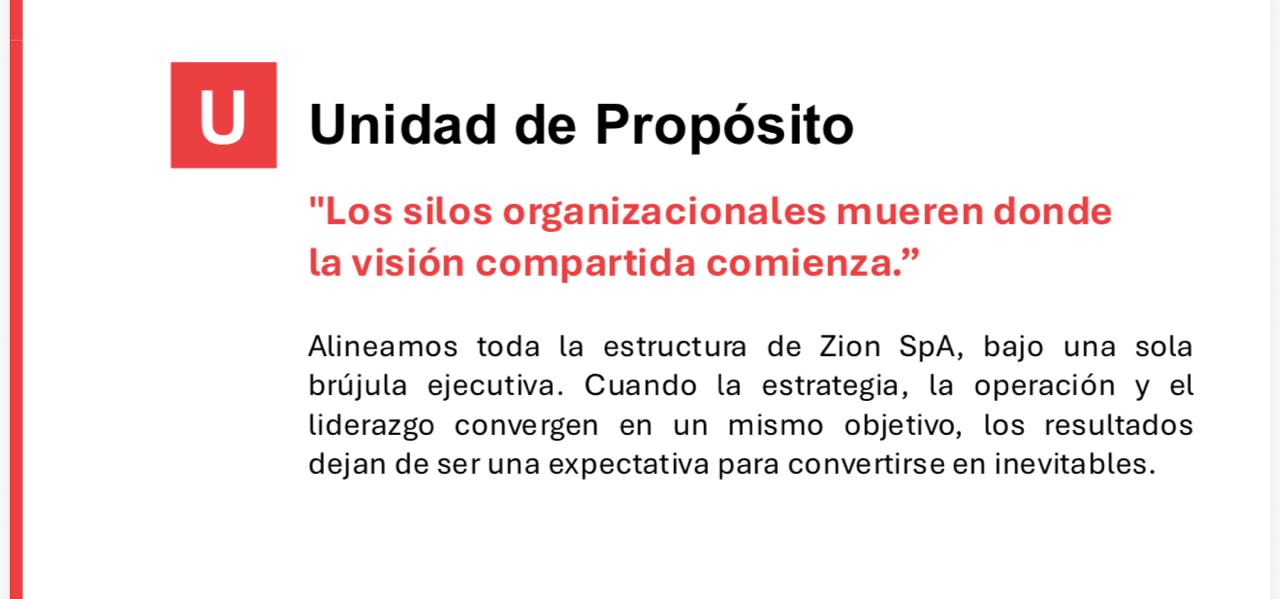 U
Unidad de Propósito
"Los silos organizacionales mueren donde
la visión compartida comienza.”
Alineamos toda la estructura de Zion SpA, bajo una sola
brújula ejecutiva. Cuando la estrategia, la operación y el
liderazgo convergen en un mismo objetivo, los resultados
dejan de ser una expectativa para convertirse en inevitables.